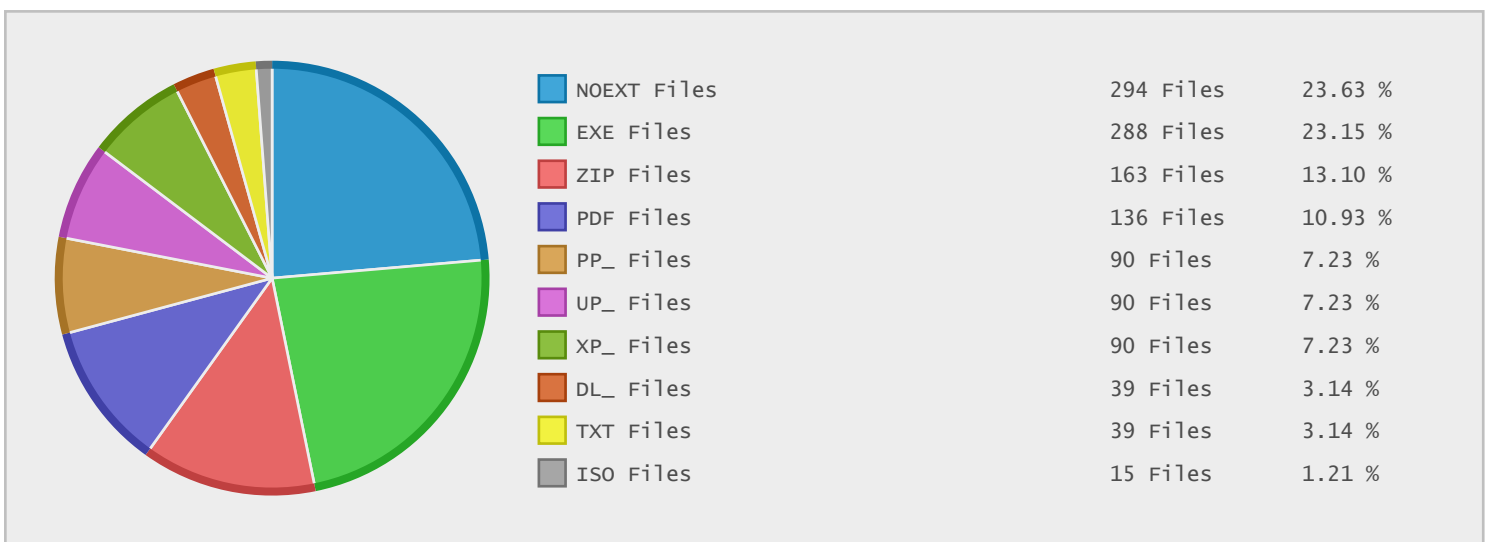 NOEXT Files 294 Files 23.63 %
EXE Files 288 Files 23.15 %
ZIP Files 163 Files 13.10 %
PDF Files 136 Files 10.93 %
PP_ Files 90 Files 7.23 %
UP_ Files 90 Files 7.23 %
XP_ Files 90 Files 7.23 %
DL_ Files 39 Files 3.14 %
TXT Files 39 Files 3.14 %
ISO Files 15 Files 1.21 %